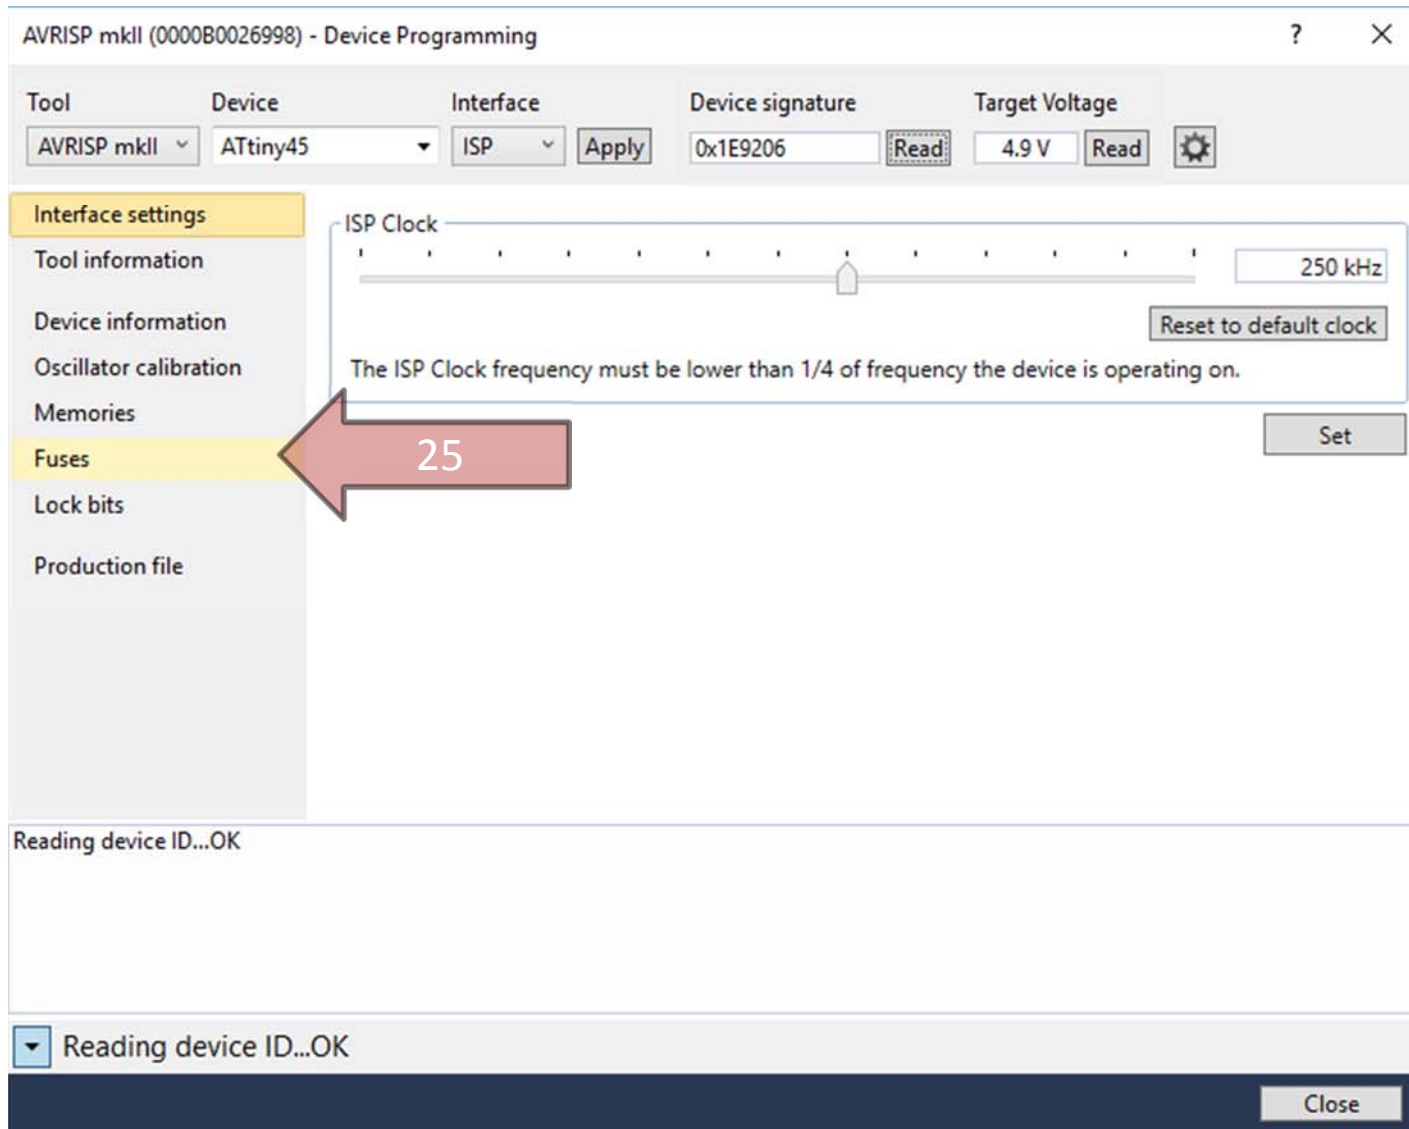 AVRISP mkII (0000B0026998) - Device Programming ?
Tool Device Interface Device signature Target Voltage
AVRISP mkII ATtiny45 ISP Apply 0x1E9206 Read 4.9 V Read
Interface settings
Tool information
Device information
Oscillator calibration
Memories
Fuses
Lock bits
Production file
ISP Clock
250 kHz
Reset to default clock
The ISP Clock frequency must be lower than 1/4 of frequency the device is operating on.
Set
25
Reading device ID...OK
Reading device ID...OK
Close